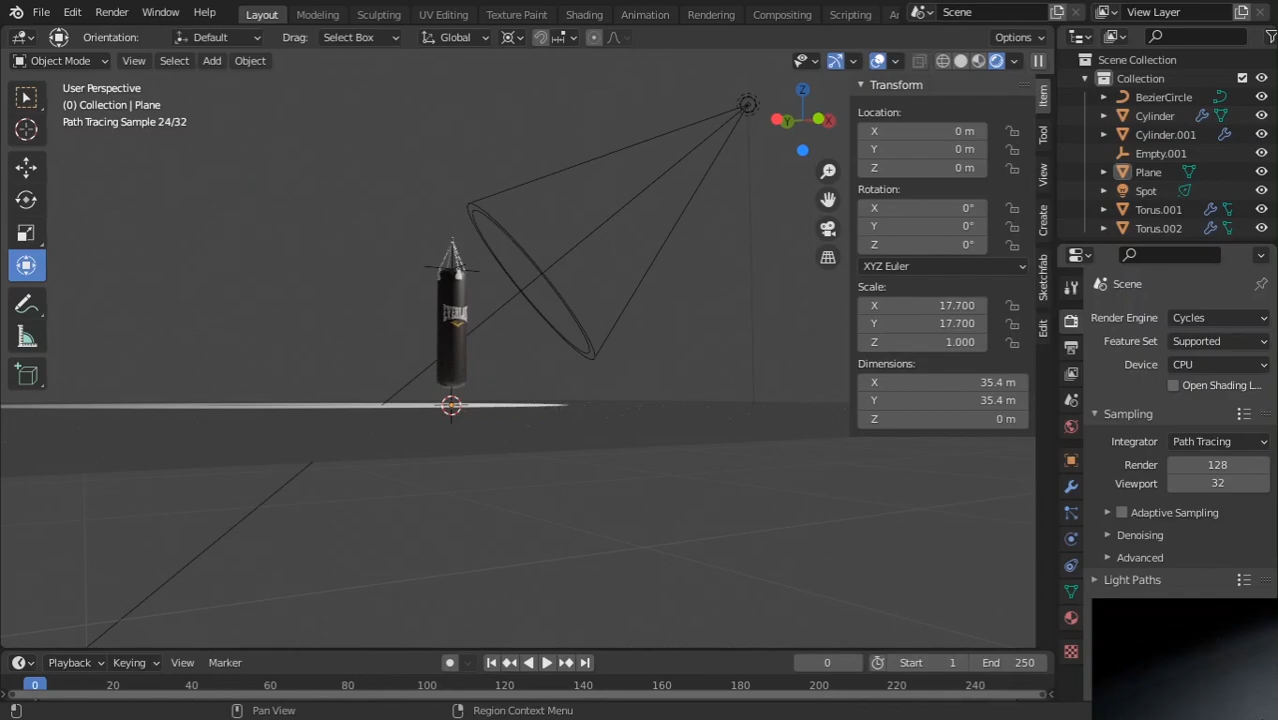 File Edit Render Window Help Layout Modeling Sculpting UV Editing Texture Paint Shading Animation Rendering Compositing Scripting Scene View Layer
Orientation: Default Drag: Select Box Global Options
Object Mode View Select Add Object
User Perspective
(0) Collection | Plane
Path Tracing Sample 24/32
Z
Y
X
Transform
Location:
X 0 m
Y 0 m
Z 0 m
Rotation:
X 0°
Y 0°
Z 0°
XYZ Euler
Scale:
X 17.700
Y 17.700
Z 1.000
Dimensions:
X 35.4 m
Y 35.4 m
Z 0 m
Item
Tool
View
Create
Sketchfab
Edit
Scene Collection
Collection
BezierCircle
Cylinder
Cylinder.001
Empty.001
Plane
Spot
Torus.001
Torus.002
Scene
Render Engine Cycles
Feature Set Supported
Device CPU
Open Shading L...
Sampling
Integrator Path Tracing
Render 128
Viewport 32
Adaptive Sampling
Denoising
Advanced
Light Paths
Playback Keying View Marker 0 Start 1 End 250
0 20 40 60 80 100 120 140 160 180 200 220 240
Pan View Region Context Menu